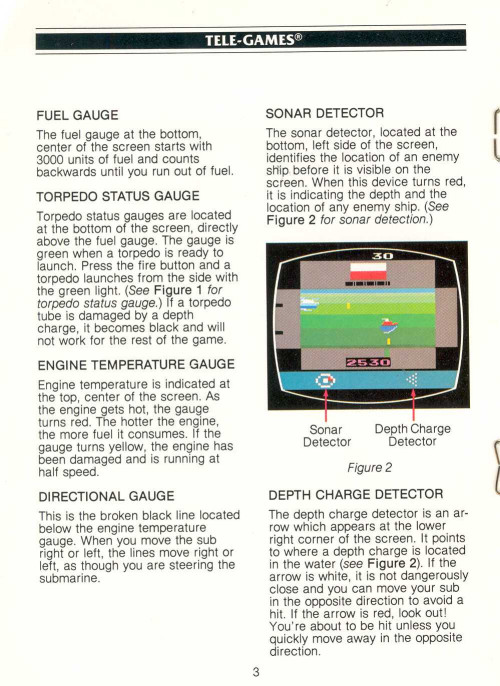 TELE-GAMES®
FUEL GAUGE
The fuel gauge at the bottom,
center of the screen starts with
3000 units of fuel and counts
backwards until you run out of fuel.
TORPEDO STATUS GAUGE
Torpedo status gauges are located
at the bottom of the screen, directly
above the fuel gauge. The gauge is
green when a torpedo is ready to
launch. Press the fire button and a
torpedo launches from the side with
the green light. (See Figure 1 for
torpedo status gauge.) If a torpedo
tube is damaged by a depth
charge, it becomes black and will
not work for the rest of the game.
ENGINE TEMPERATURE GAUGE
Engine temperature is indicated at
the top, center of the screen. As
the engine gets hot, the gauge
turns red. The hotter the engine,
the more fuel it consumes. If the
gauge turns yellow, the engine has
been damaged and is running at
half speed.
DIRECTIONAL GAUGE
This is the broken black line located
below the engine temperature
gauge. When you move the sub
right or left, the lines move right or
left, as though you are steering the
submarine.
SONAR DETECTOR
The sonar detector, located at the
bottom, left side of the screen,
identifies the location of an enemy
ship before it is visible on the
screen. When this device turns red,
it is indicating the depth and the
location of any enemy ship. (See
Figure 2 for sonar detection.)
30
2530
Sonar
Detector
Depth Charge
Detector
Figure 2
DEPTH CHARGE DETECTOR
The depth charge detector is an ar-
row which appears at the lower
right corner of the screen. It points
to where a depth charge is located
in the water (see Figure 2). If the
arrow is white, it is not dangerously
close and you can move your sub
in the opposite direction to avoid a
hit. If the arrow is red, look out!
You're about to be hit unless you
quickly move away in the opposite
direction.
3